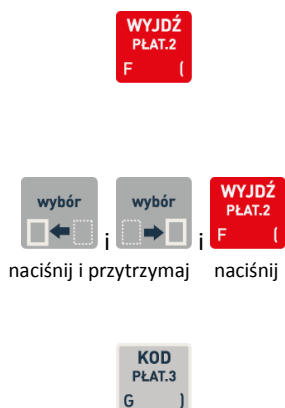 WYJDŹ
PŁAT.2
F (
wybór i wybór i WYJDŹ
PŁAT.2
F (
naciśnij i przytrzymaj naciśnij
KOD
PŁAT.3
G )